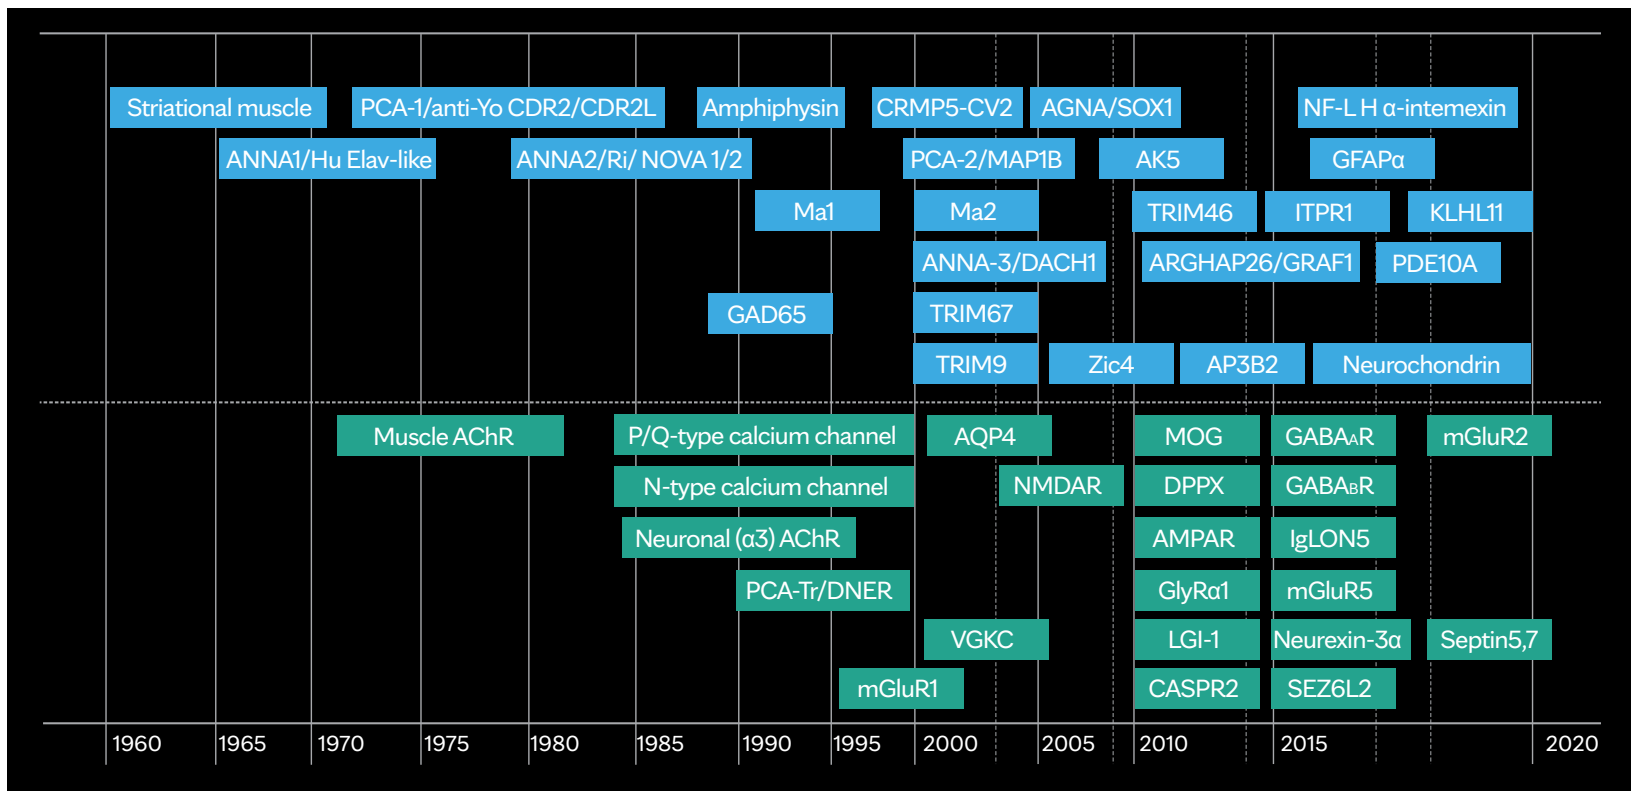 Striational muscle
PCA-1/anti-Yo CDR2/CDR2L
Amphiphysin
CRMP5-CV2
AGNA/SOX1
NF-L H α-intemexin
ANNA1/Hu Elav-like
ANNA2/Ri/ NOVA 1/2
PCA-2/MAP1B
AK5
GFAPα
Ma1
Ma2
TRIM46
ITPR1
KLHL11
ANNA-3/DACH1
ARGHAP26/GRAF1
PDE10A
GAD65
TRIM67
TRIM9
Zic4
AP3B2
Neurochondrin
Muscle AChR
P/Q-type calcium channel
AQP4
MOG
GABAAR
mGluR2
N-type calcium channel
NMDAR
DPPX
GABABR
Neuronal (α3) AChR
AMPAR
IgLON5
PCA-Tr/DNER
GlyRα1
mGluR5
VGKC
LGI-1
Neurexin-3α
Septin5,7
mGluR1
CASPR2
SEZ6L2
1960
1965
1970
1975
1980
1985
1990
1995
2000
2005
2010
2015
2020